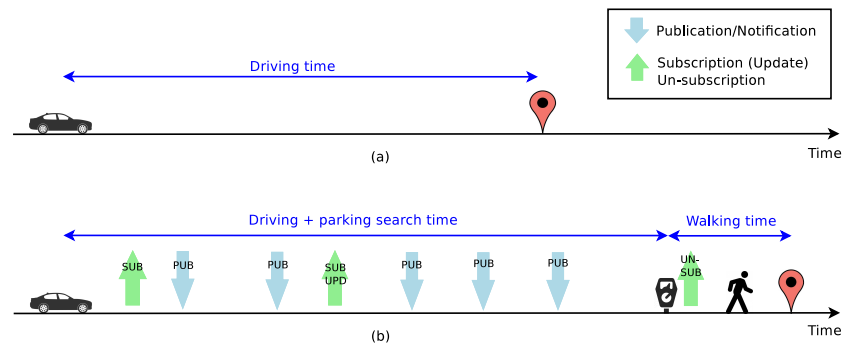 Publication/Notification
Subscription (Update)
Un-subscription
Driving time
Time
(a)
Driving + parking search time
Walking time
SUB
PUB
PUB
SUB
UPD
PUB
PUB
PUB
UN-
SUB
Time
(b)